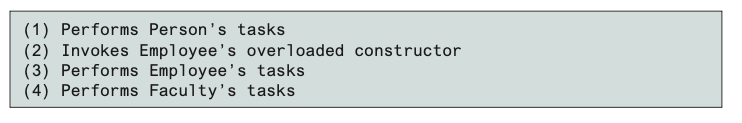 (1) Performs Person's tasks
(2) Invokes Employee's overloaded constructor
(3) Performs Employee's tasks
(4) Performs Faculty's tasks